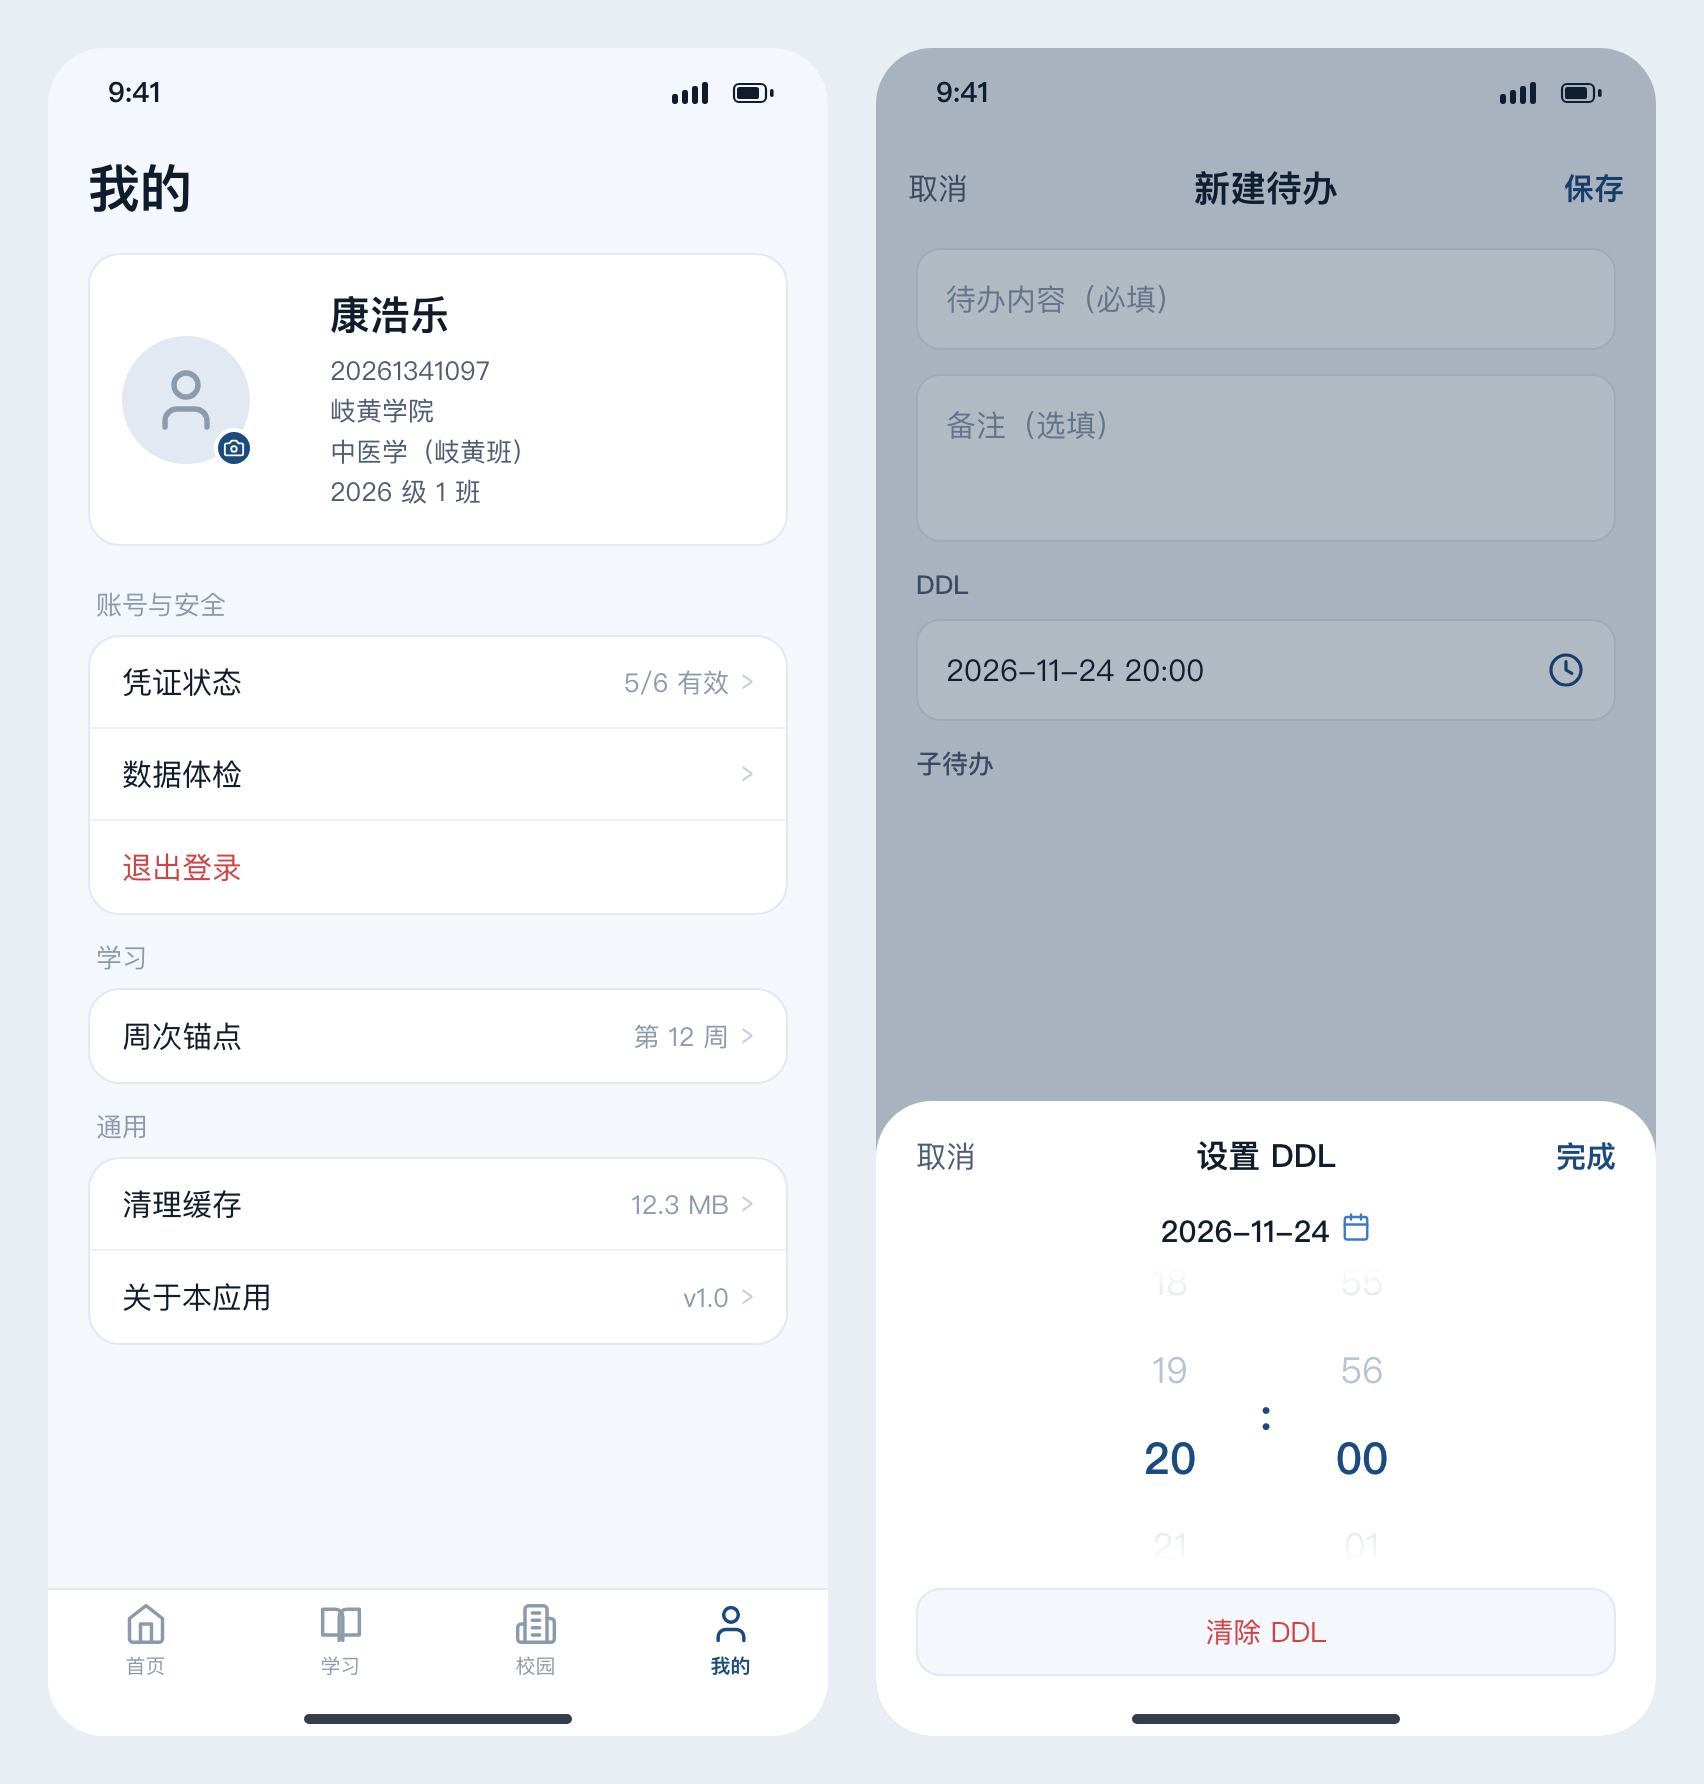 9:41
我的
康浩乐
20261341097
岐黄学院
中医学（岐黄班）
2026 级 1 班
账号与安全
凭证状态 5/6 有效
数据体检
退出登录
学习
周次锚点 第 12 周
通用
清理缓存 12.3 MB
关于本应用 v1.0
首页 学习 校园 我的
9:41
取消 新建待办 保存
待办内容（必填）
备注（选填）
DDL
2026-11-24 20:00
子待办
取消 设置 DDL 完成
2026-11-24
18 55
19 56
:
20 00
21 01
清除 DDL